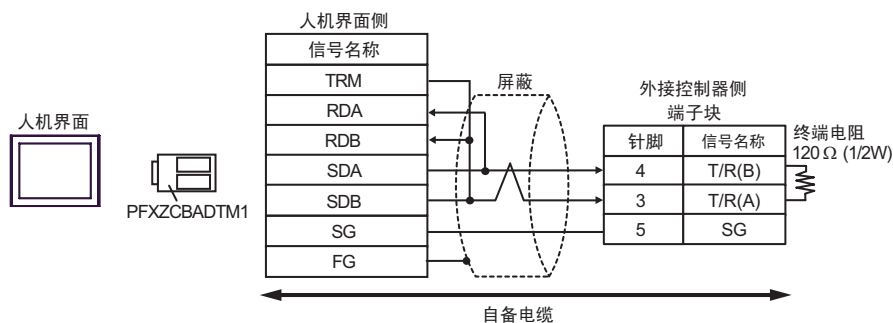 人机界面侧
信号名称
TRM
RDA
RDB
SDA
SDB
SG
FG
屏蔽
外接控制器侧
端子块
针脚 信号名称
4 T/R(B)
3 T/R(A)
5 SG
终端电阻
120 Ω (1/2W)
人机界面
PFXZCBADTM1
自备电缆